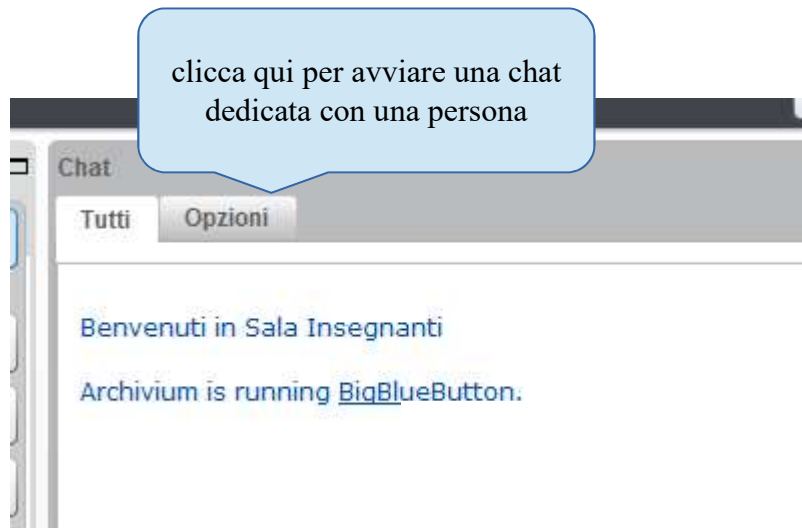 clicca qui per avviare una chat
dedicata con una persona
Chat
Tutti Opzioni
Benvenuti in Sala Insegnanti
Archivium is running BigBlueButton.